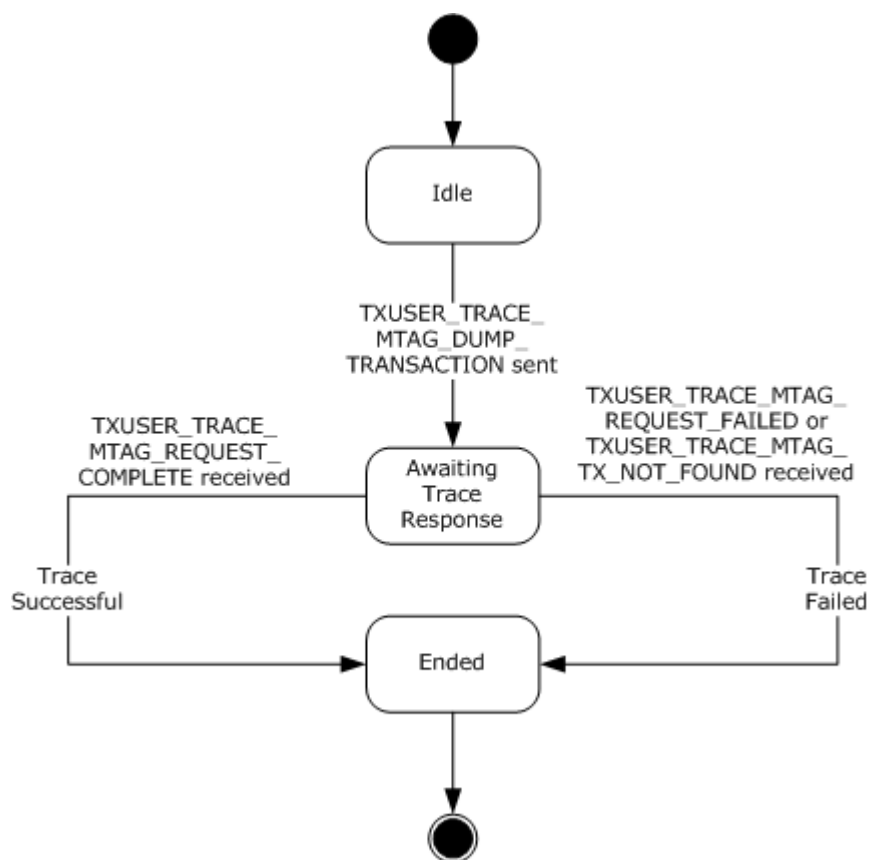 Idle
TXUSER_TRACE_
MTAG_DUMP_
TRANSACTION sent
TXUSER_TRACE_
MTAG_REQUEST_
COMPLETE received
TXUSER_TRACE_MTAG_
REQUEST_FAILED or
TXUSER_TRACE_MTAG_
TX_NOT_FOUND received
Awaiting
Trace
Response
Trace
Successful
Trace
Failed
Ended